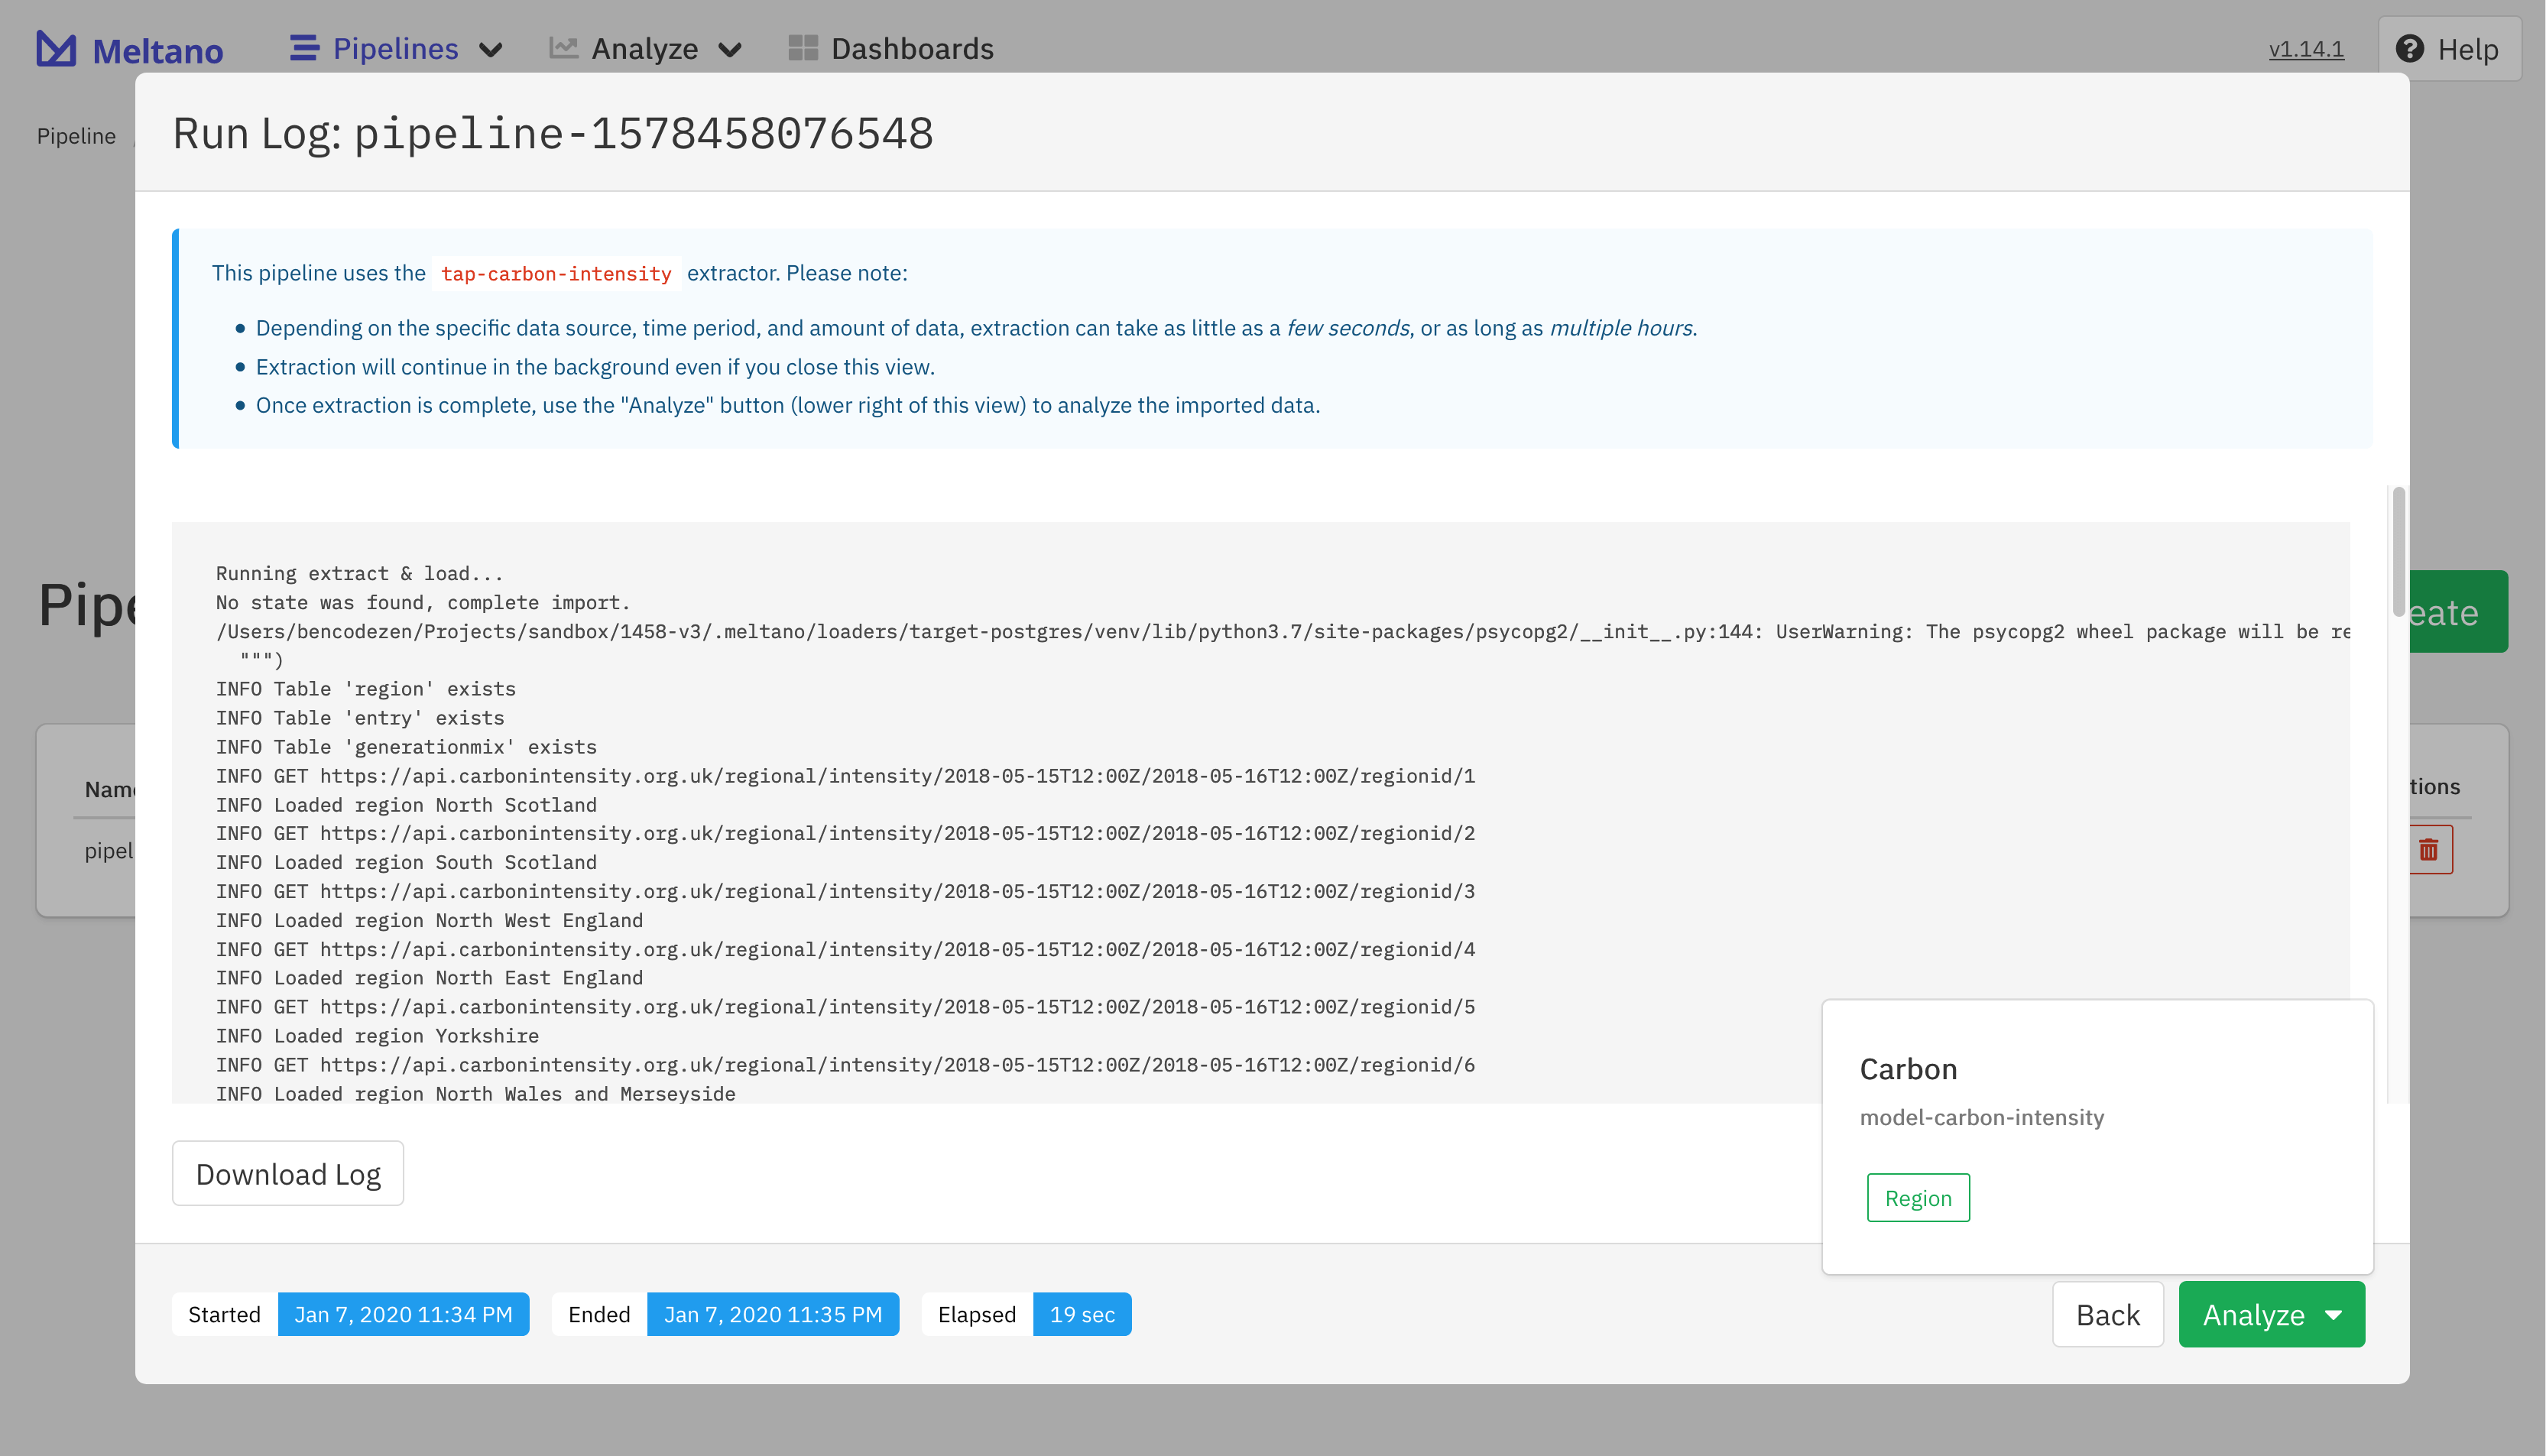 Meltano Pipelines Analyze Dashboards v1.14.1 Help
Pipeline
Run Log: pipeline-1578458076548
This pipeline uses the tap-carbon-intensity extractor. Please note:
Depending on the specific data source, time period, and amount of data, extraction can take as little as a few seconds, or as long as multiple hours.
Extraction will continue in the background even if you close this view.
Once extraction is complete, use the "Analyze" button (lower right of this view) to analyze the imported data.
Running extract & load...
No state was found, complete import.
/Users/bencodezen/Projects/sandbox/1458-v3/.meltano/loaders/target-postgres/venv/lib/python3.7/site-packages/psycopg2/__init__.py:144: UserWarning: The psycopg2 wheel package will be re
""")
INFO Table 'region' exists
INFO Table 'entry' exists
INFO Table 'generationmix' exists
INFO GET https://api.carbonintensity.org.uk/regional/intensity/2018-05-15T12:00Z/2018-05-16T12:00Z/regionid/1
INFO Loaded region North Scotland
INFO GET https://api.carbonintensity.org.uk/regional/intensity/2018-05-15T12:00Z/2018-05-16T12:00Z/regionid/2
INFO Loaded region South Scotland
INFO GET https://api.carbonintensity.org.uk/regional/intensity/2018-05-15T12:00Z/2018-05-16T12:00Z/regionid/3
INFO Loaded region North West England
INFO GET https://api.carbonintensity.org.uk/regional/intensity/2018-05-15T12:00Z/2018-05-16T12:00Z/regionid/4
INFO Loaded region North East England
INFO GET https://api.carbonintensity.org.uk/regional/intensity/2018-05-15T12:00Z/2018-05-16T12:00Z/regionid/5
INFO Loaded region Yorkshire
INFO GET https://api.carbonintensity.org.uk/regional/intensity/2018-05-15T12:00Z/2018-05-16T12:00Z/regionid/6
INFO Loaded region North Wales and Merseyside
Pipe
eate
Nam
tions
pipel
Carbon
model-carbon-intensity
Region
Download Log
Started Jan 7, 2020 11:34 PM Ended Jan 7, 2020 11:35 PM Elapsed 19 sec
Back Analyze